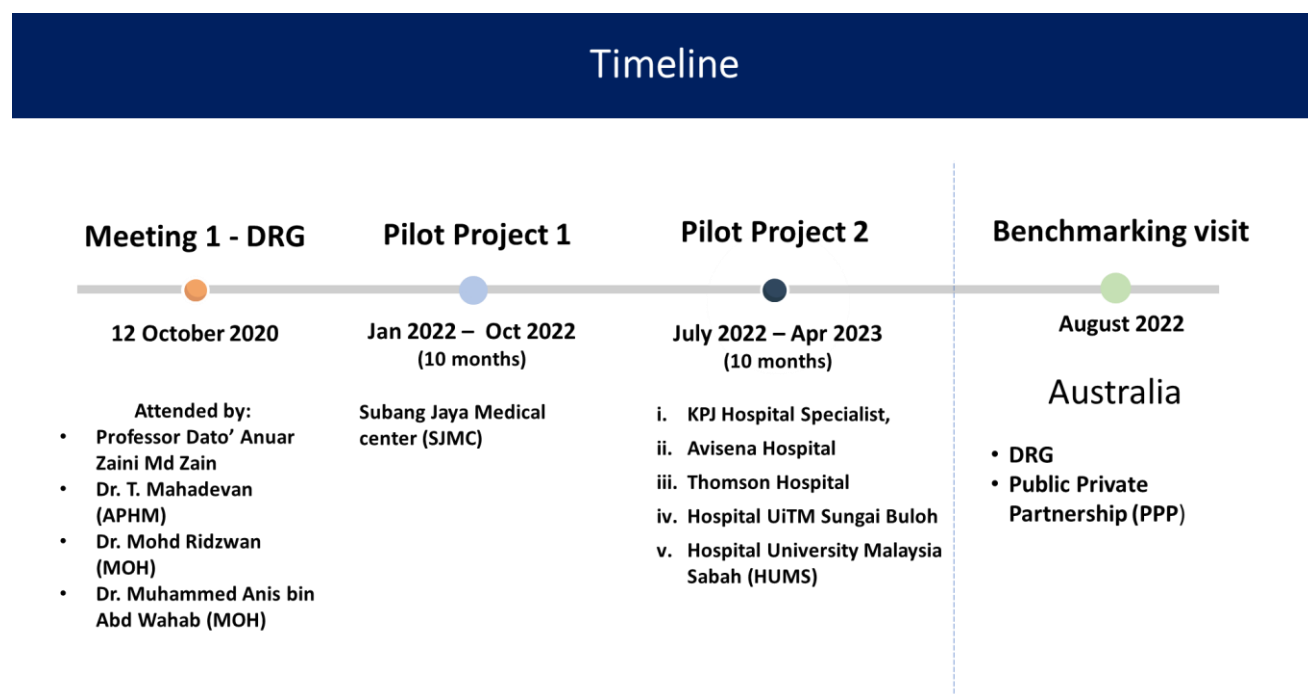 Timeline
Meeting 1 - DRG
12 October 2020
Attended by:
• Professor Dato’ Anuar
Zaini Md Zain
• Dr. T. Mahadevan
(APHM)
• Dr. Mohd Ridzwan
(MOH)
• Dr. Muhammed Anis bin
Abd Wahab (MOH)
Pilot Project 1
Jan 2022 – Oct 2022
(10 months)
Subang Jaya Medical
center (SJMC)
Pilot Project 2
July 2022 – Apr 2023
(10 months)
i. KPJ Hospital Specialist,
ii. Avisena Hospital
iii. Thomson Hospital
iv. Hospital UiTM Sungai Buloh
v. Hospital University Malaysia
Sabah (HUMS)
Benchmarking visit
August 2022
Australia
• DRG
• Public Private
Partnership (PPP)